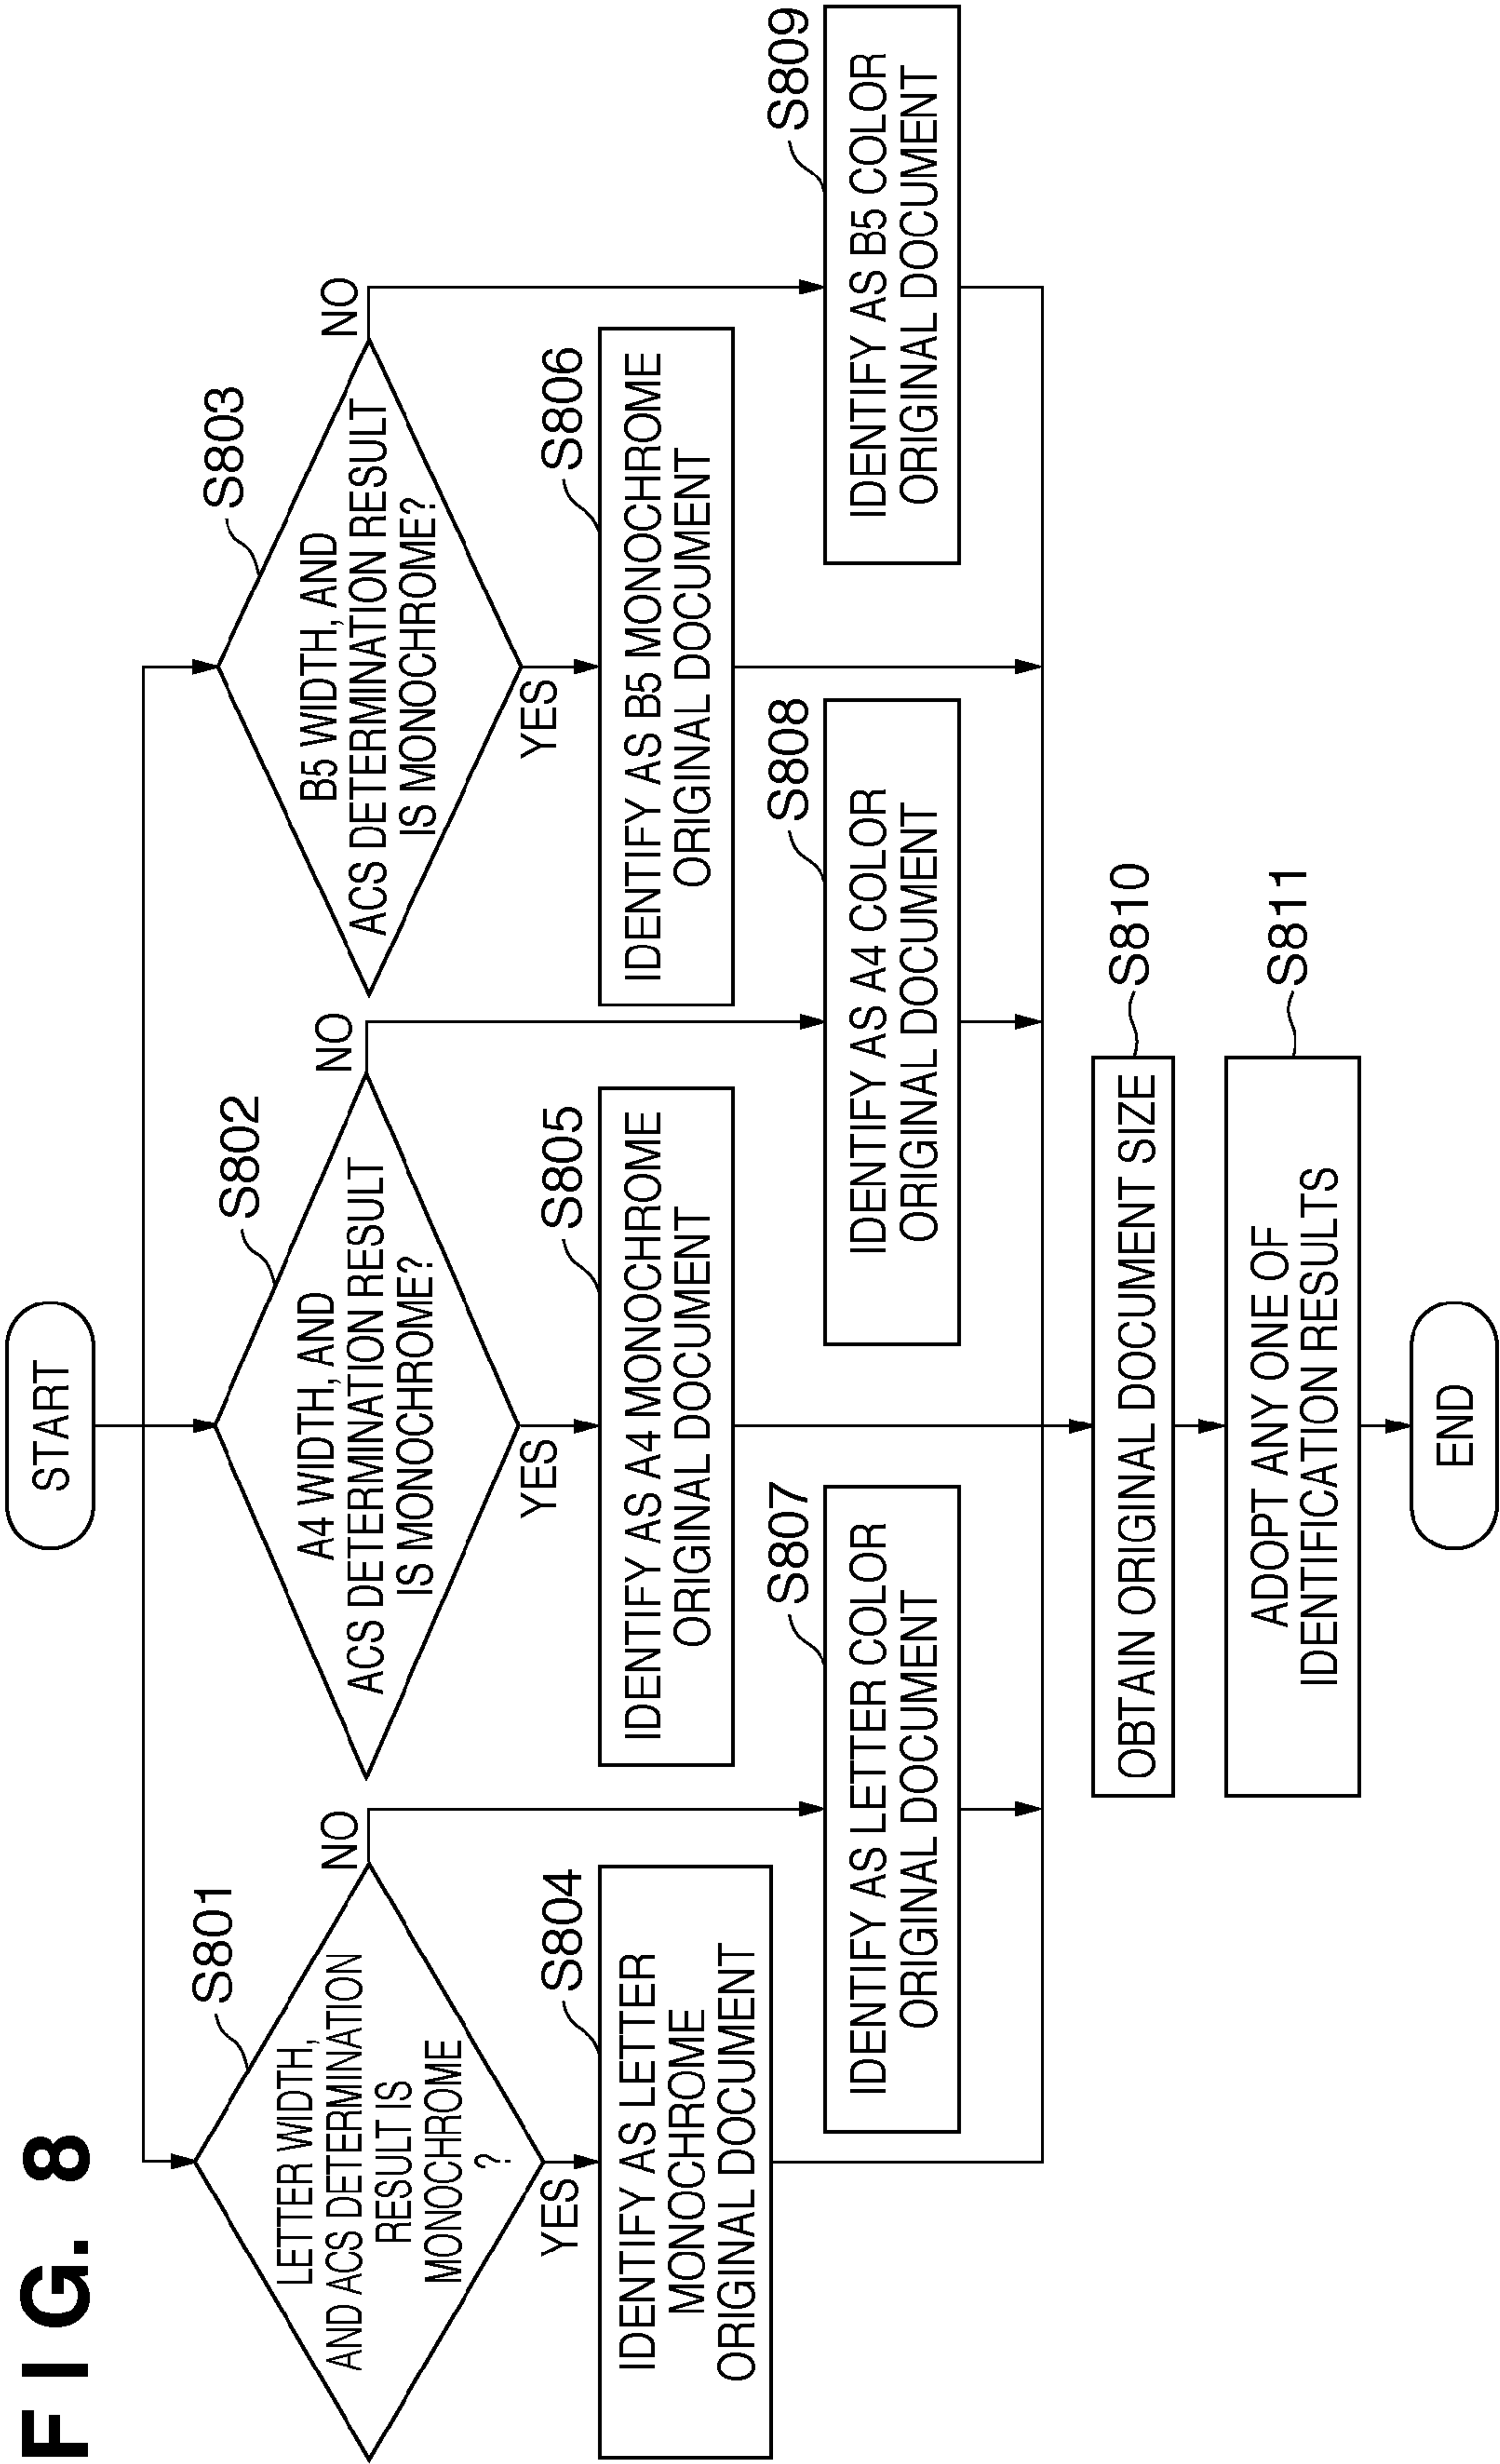 FIG. 8
START
S801
LETTER WIDTH,
AND ACS DETERMINATION
RESULT IS
MONOCHROME
?
NO
YES
S802
A4 WIDTH, AND
ACS DETERMINATION RESULT
IS MONOCHROME?
NO
YES
S803
B5 WIDTH, AND
ACS DETERMINATION RESULT
IS MONOCHROME?
NO
YES
S804
IDENTIFY AS LETTER
MONOCHROME
ORIGINAL DOCUMENT
S805
IDENTIFY AS A4 MONOCHROME
ORIGINAL DOCUMENT
S806
IDENTIFY AS B5 MONOCHROME
ORIGINAL DOCUMENT
S807
IDENTIFY AS LETTER COLOR
ORIGINAL DOCUMENT
S808
IDENTIFY AS A4 COLOR
ORIGINAL DOCUMENT
S809
IDENTIFY AS B5 COLOR
ORIGINAL DOCUMENT
S810
OBTAIN ORIGINAL DOCUMENT SIZE
S811
ADOPT ANY ONE OF
IDENTIFICATION RESULTS
END